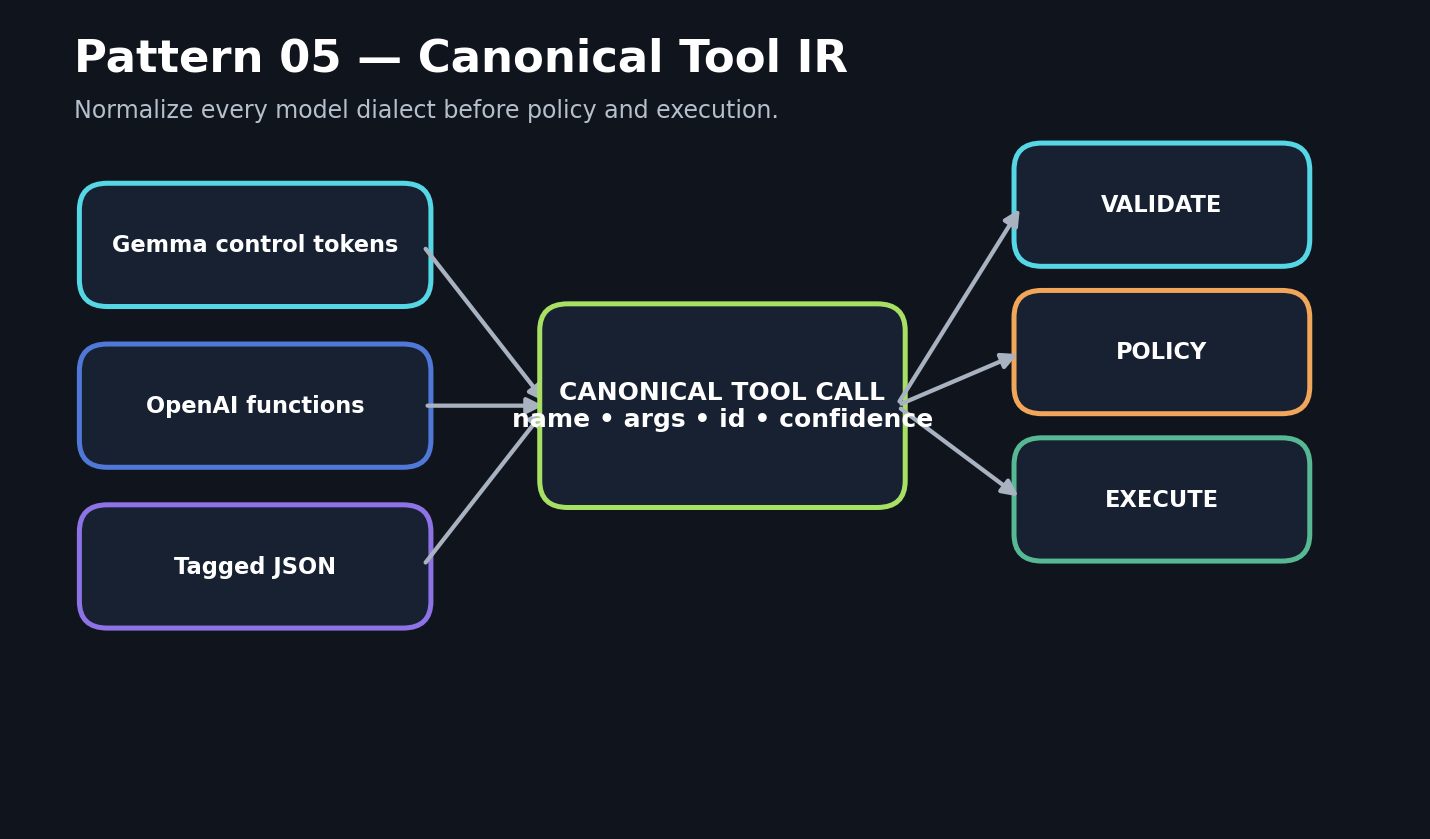 Pattern 05 — Canonical Tool IR
Normalize every model dialect before policy and execution.
Gemma control tokens
OpenAI functions
Tagged JSON
CANONICAL TOOL CALL
name • args • id • confidence
VALIDATE
POLICY
EXECUTE